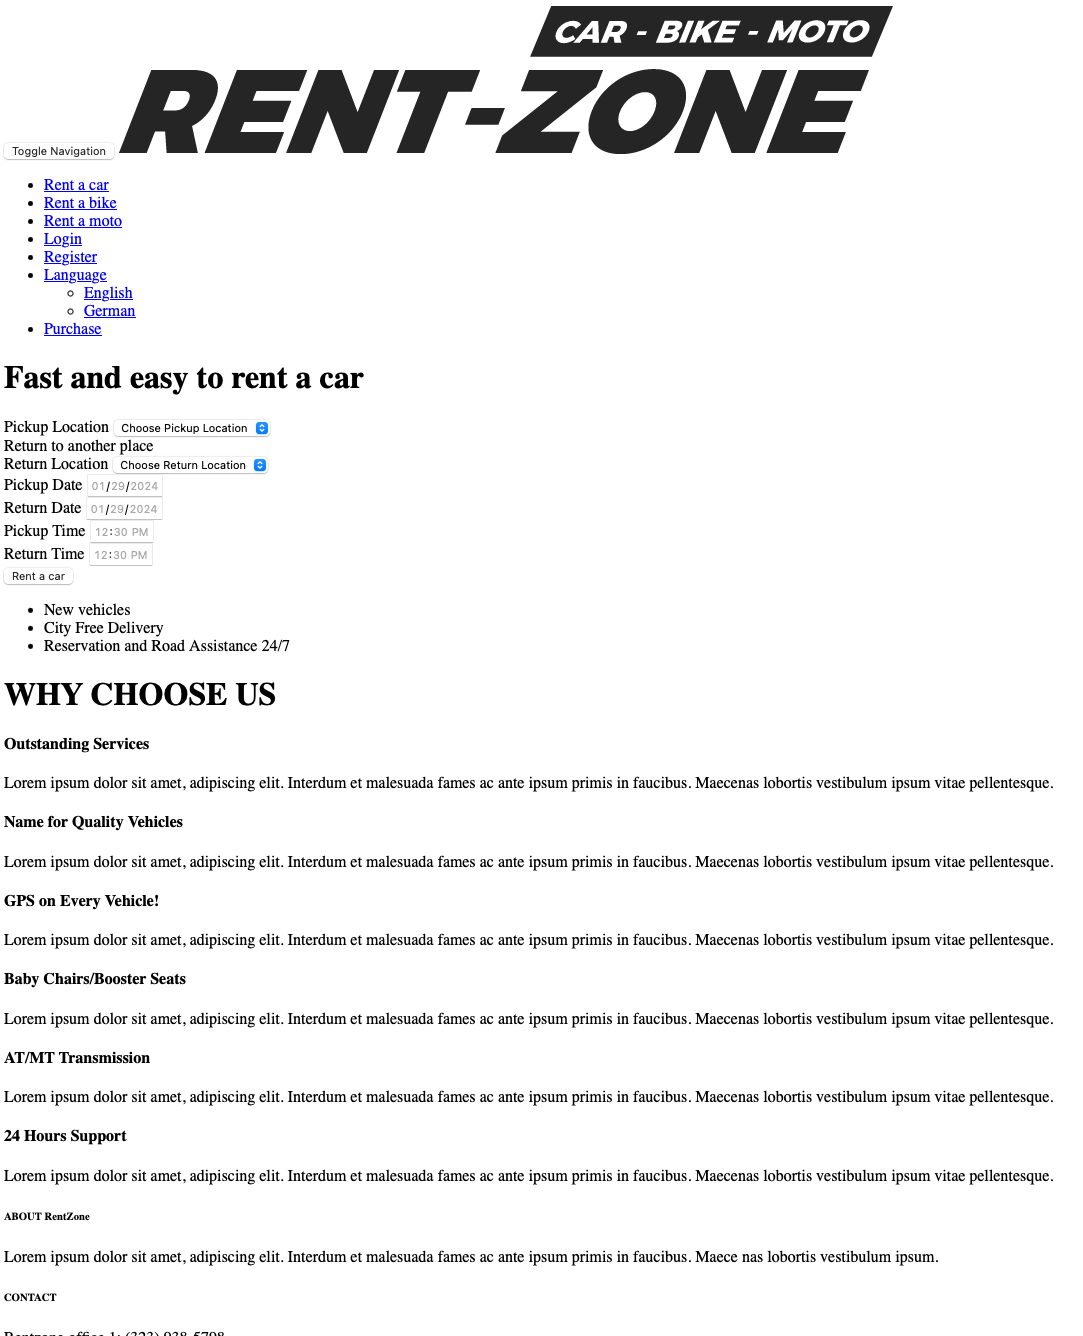 CAR - BIKE - MOTO
RENT-ZONE
Toggle Navigation
Rent a car
Rent a bike
Rent a moto
Login
Register
Language
English
German
Purchase
Fast and easy to rent a car
Pickup Location Choose Pickup Location
Return to another place
Return Location Choose Return Location
Pickup Date 01/29/2024
Return Date 01/29/2024
Pickup Time 12:30 PM
Return Time 12:30 PM
Rent a car
New vehicles
City Free Delivery
Reservation and Road Assistance 24/7
WHY CHOOSE US
Outstanding Services
Lorem ipsum dolor sit amet, adipiscing elit. Interdum et malesuada fames ac ante ipsum primis in faucibus. Maecenas lobortis vestibulum ipsum vitae pellentesque.
Name for Quality Vehicles
Lorem ipsum dolor sit amet, adipiscing elit. Interdum et malesuada fames ac ante ipsum primis in faucibus. Maecenas lobortis vestibulum ipsum vitae pellentesque.
GPS on Every Vehicle!
Lorem ipsum dolor sit amet, adipiscing elit. Interdum et malesuada fames ac ante ipsum primis in faucibus. Maecenas lobortis vestibulum ipsum vitae pellentesque.
Baby Chairs/Booster Seats
Lorem ipsum dolor sit amet, adipiscing elit. Interdum et malesuada fames ac ante ipsum primis in faucibus. Maecenas lobortis vestibulum ipsum vitae pellentesque.
AT/MT Transmission
Lorem ipsum dolor sit amet, adipiscing elit. Interdum et malesuada fames ac ante ipsum primis in faucibus. Maecenas lobortis vestibulum ipsum vitae pellentesque.
24 Hours Support
Lorem ipsum dolor sit amet, adipiscing elit. Interdum et malesuada fames ac ante ipsum primis in faucibus. Maecenas lobortis vestibulum ipsum vitae pellentesque.
ABOUT RentZone
Lorem ipsum dolor sit amet, adipiscing elit. Interdum et malesuada fames ac ante ipsum primis in faucibus. Maece nas lobortis vestibulum ipsum.
CONTACT
Rentzone office 1: (323) 938-5798